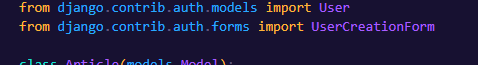 from django.contrib.auth.models import User
from django.contrib.auth.forms import UserCreationForm
class Article(models.Model):